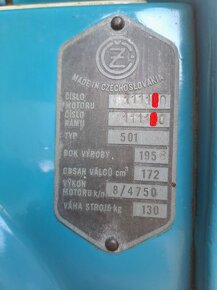 ČZ
MADE IN CZECHOSLOVAKIA
ČÍSLO
MOTORU
ČÍSLO
RÁMU
TYP 501
ROK VÝROBY. 195
OBSAH VÁLCŮ cm³ 172
VÝKON
MOTORU k/n 8/4750
VÁHA STROJE kg 130